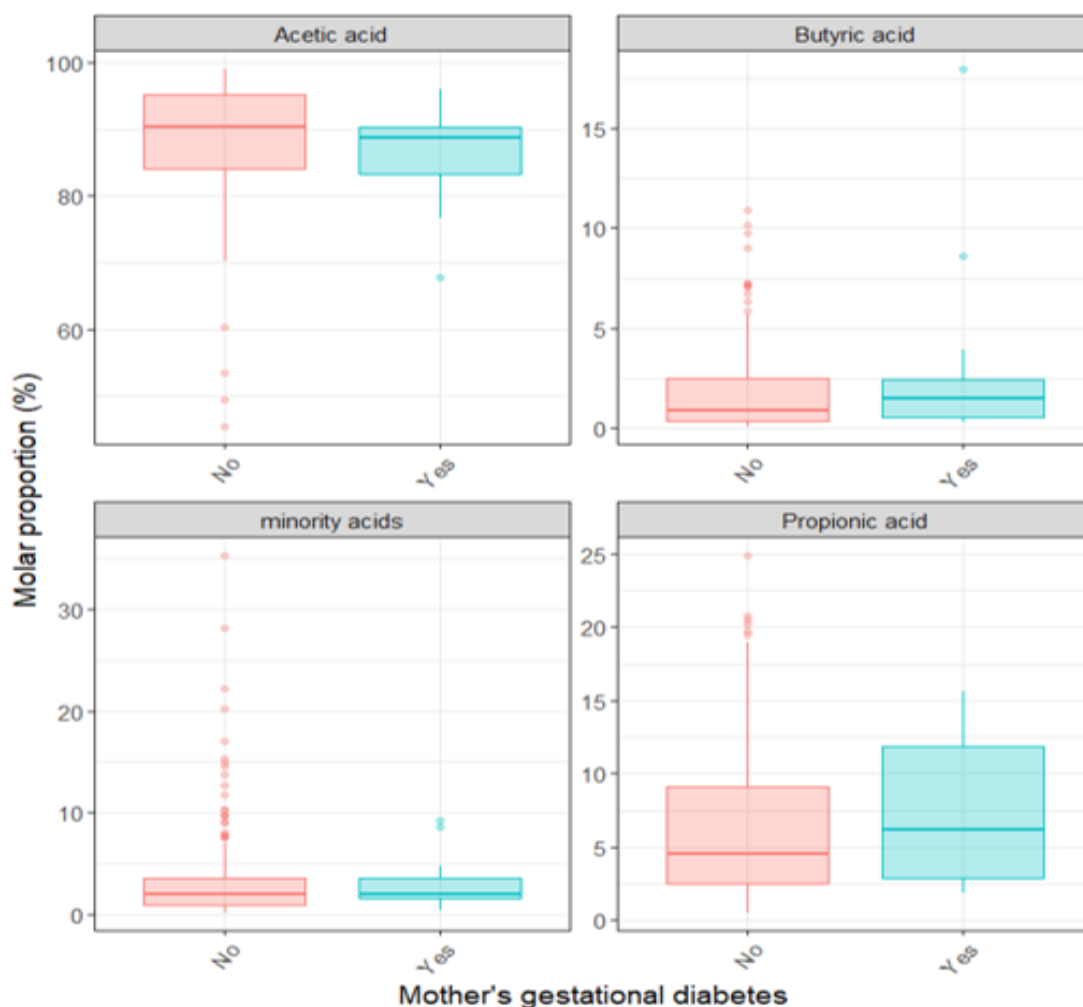 Acetic acid
Butyric acid
100
80
60
15
10
5
0
No
Yes
No
Yes
Molar proportion (%)
minority acids
Propionic acid
30
20
10
0
25
20
15
10
5
0
No
Yes
No
Yes
Mother's gestational diabetes